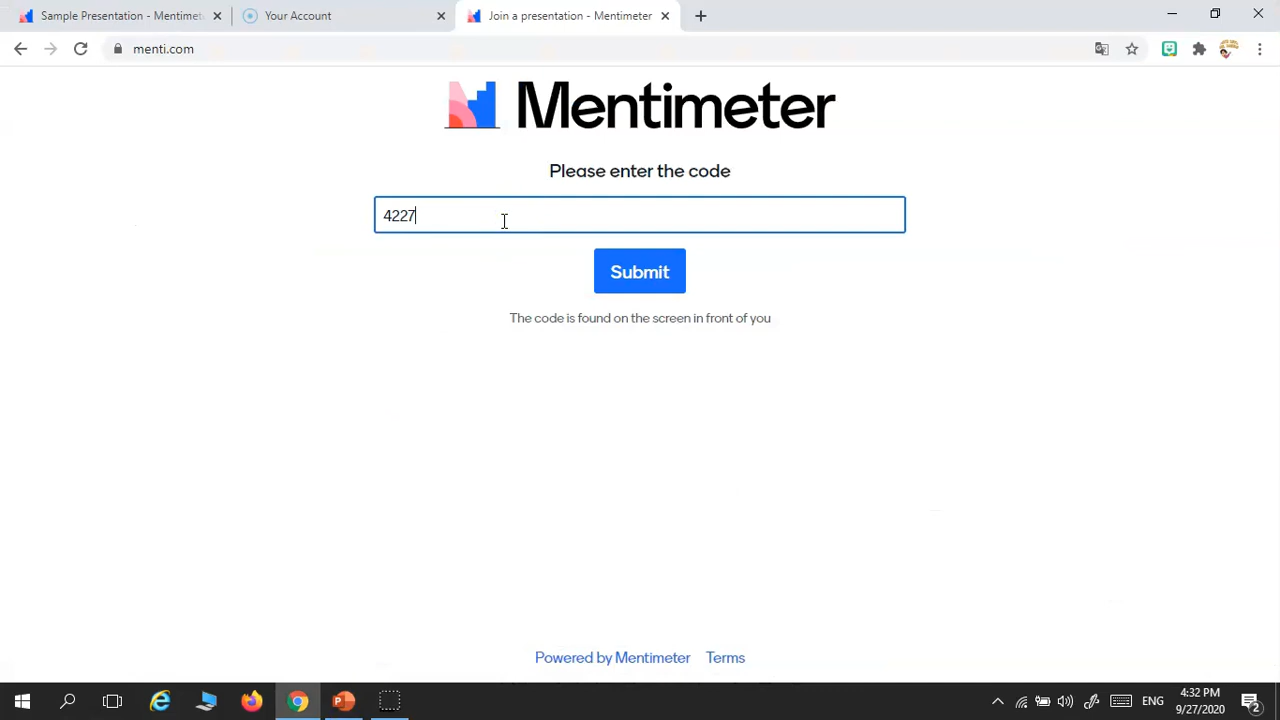 Sample Presentation - Mentimet
Your Account
Join a presentation - Mentimeter
menti.com
Mentimeter
Please enter the code
4227
Submit
The code is found on the screen in front of you
Powered by Mentimeter
Terms
ENG
4:32 PM
9/27/2020
2